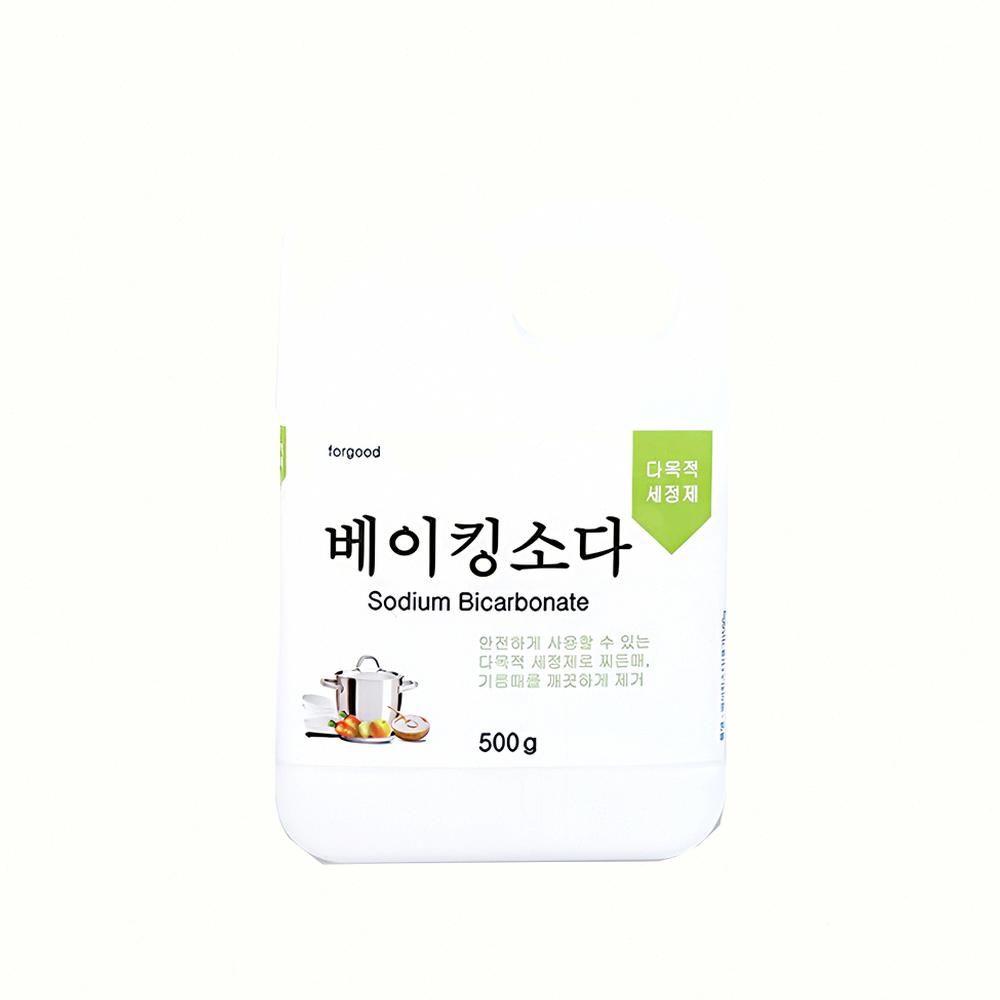 forgood
다목적
세정제
베이킹소다
Sodium Bicarbonate
안전하게 사용할 수 있는
다목적 세정제로 찌든때,
기름때를 깨끗하게 제거
500g